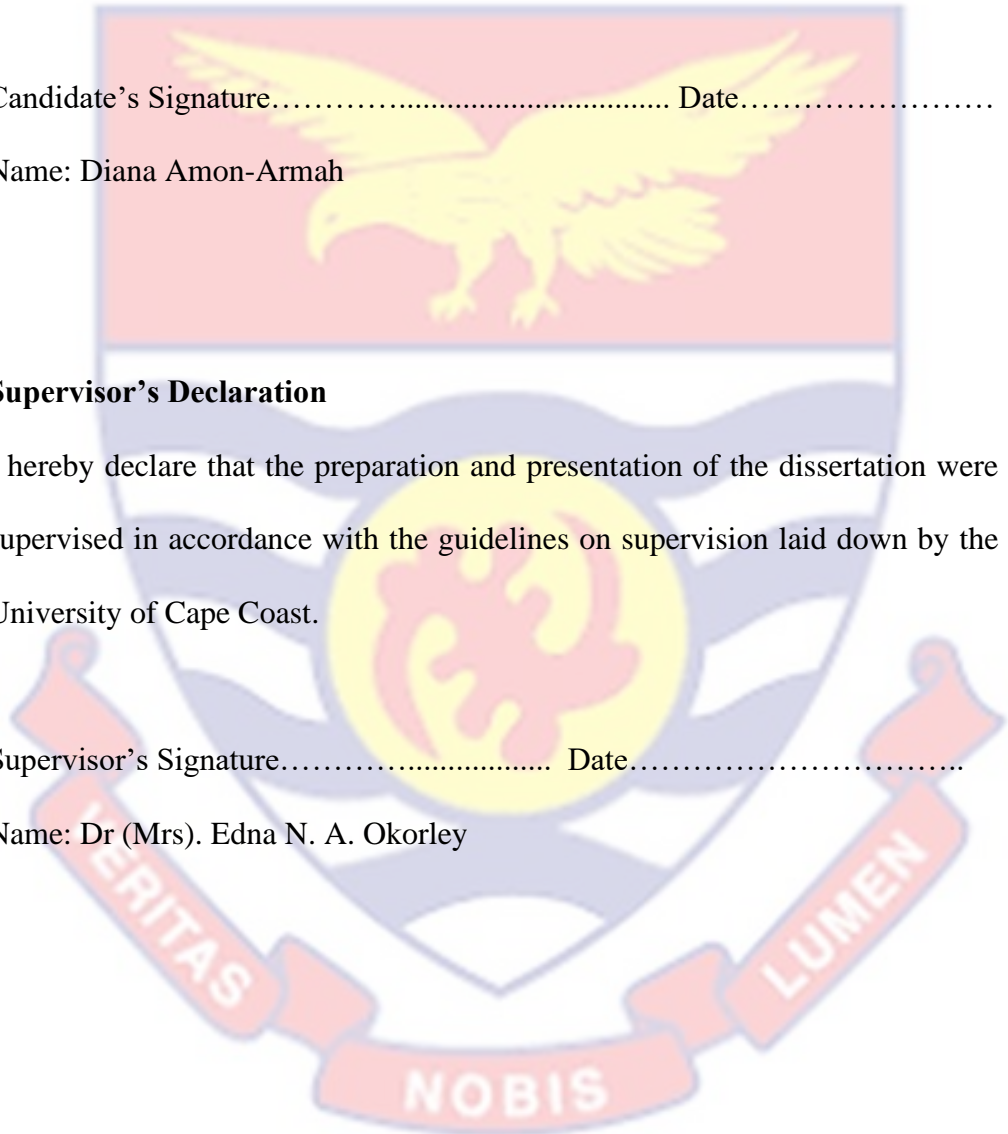 Candidate’s Signature…………................................. Date……………………
Name: Diana Amon-Armah
Supervisor’s Declaration
hereby declare that the preparation and presentation of the dissertation were
supervised in accordance with the guidelines on supervision laid down by the
University of Cape Coast.
Supervisor’s Signature………….................. Date…………………………..
Name: Dr (Mrs). Edna N. A. Okorley
VERITAS
NOBIS
LUMEN